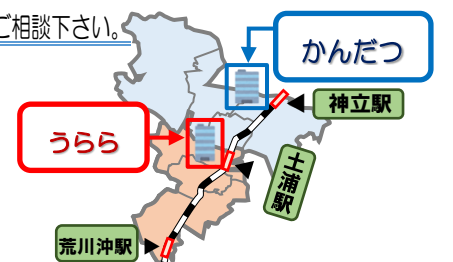 ご相談下さい。
かんだつ
神立駅
うらら
土浦駅
荒川沖駅